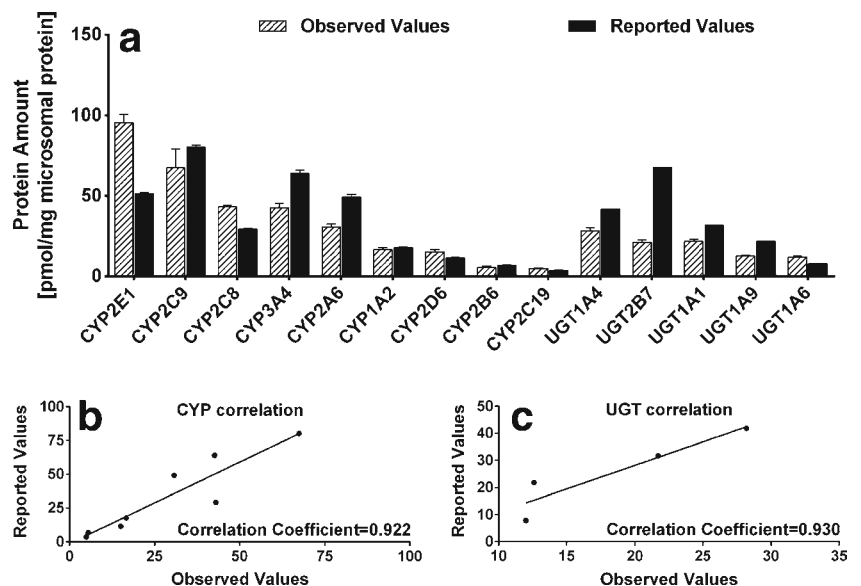 a
Observed Values
Reported Values
Protein Amount
[pmol/mg microsomal protein]
150
100
50
0
CYP2E1
CYP2C9
CYP2C8
CYP3A4
CYP2A6
CYP1A2
CYP2D6
CYP2B6
CYP2C19
UGT1A4
UGT2B7
UGT1A1
UGT1A9
UGT1A6
b
CYP correlation
Reported Values
100
75
50
25
0
Correlation Coefficient=0.922
0 25 50 75 100
Observed Values
c
UGT correlation
Reported Values
50
40
30
20
10
0
Correlation Coefficient=0.930
10 15 20 25 30 35
Observed Values